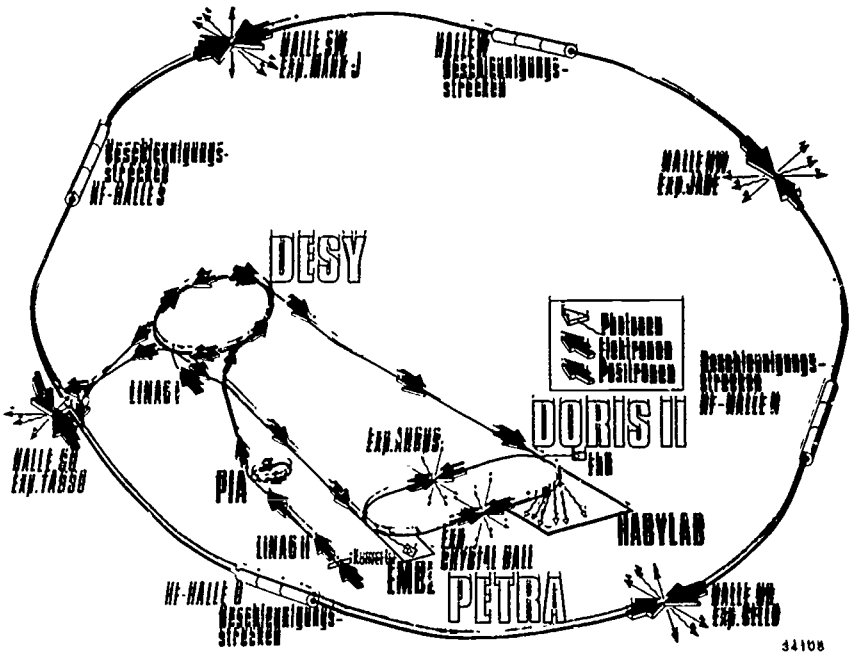 HALLE SW
Exp. MARK J
HALLE W
Beschleunigungs-
strecken
Beschleunigungs-
strecken
HF-HALLE S
HALLE NW
Exp. JADE
DESY
Photonen
Elektronen
Positronen
Beschleunigungs-
strecken
HF-HALLE N
LINAC I
DORIS II
Exp. ARGUS
HALLE SO
Exp. TASSO
PIA
HASYLAB
LINAC II
Exp.
CRYSTAL BALL
EMBL
HF-HALLE O
Beschleunigungs-
strecken
PETRA
HALLE NO
Exp. CELLO
34108